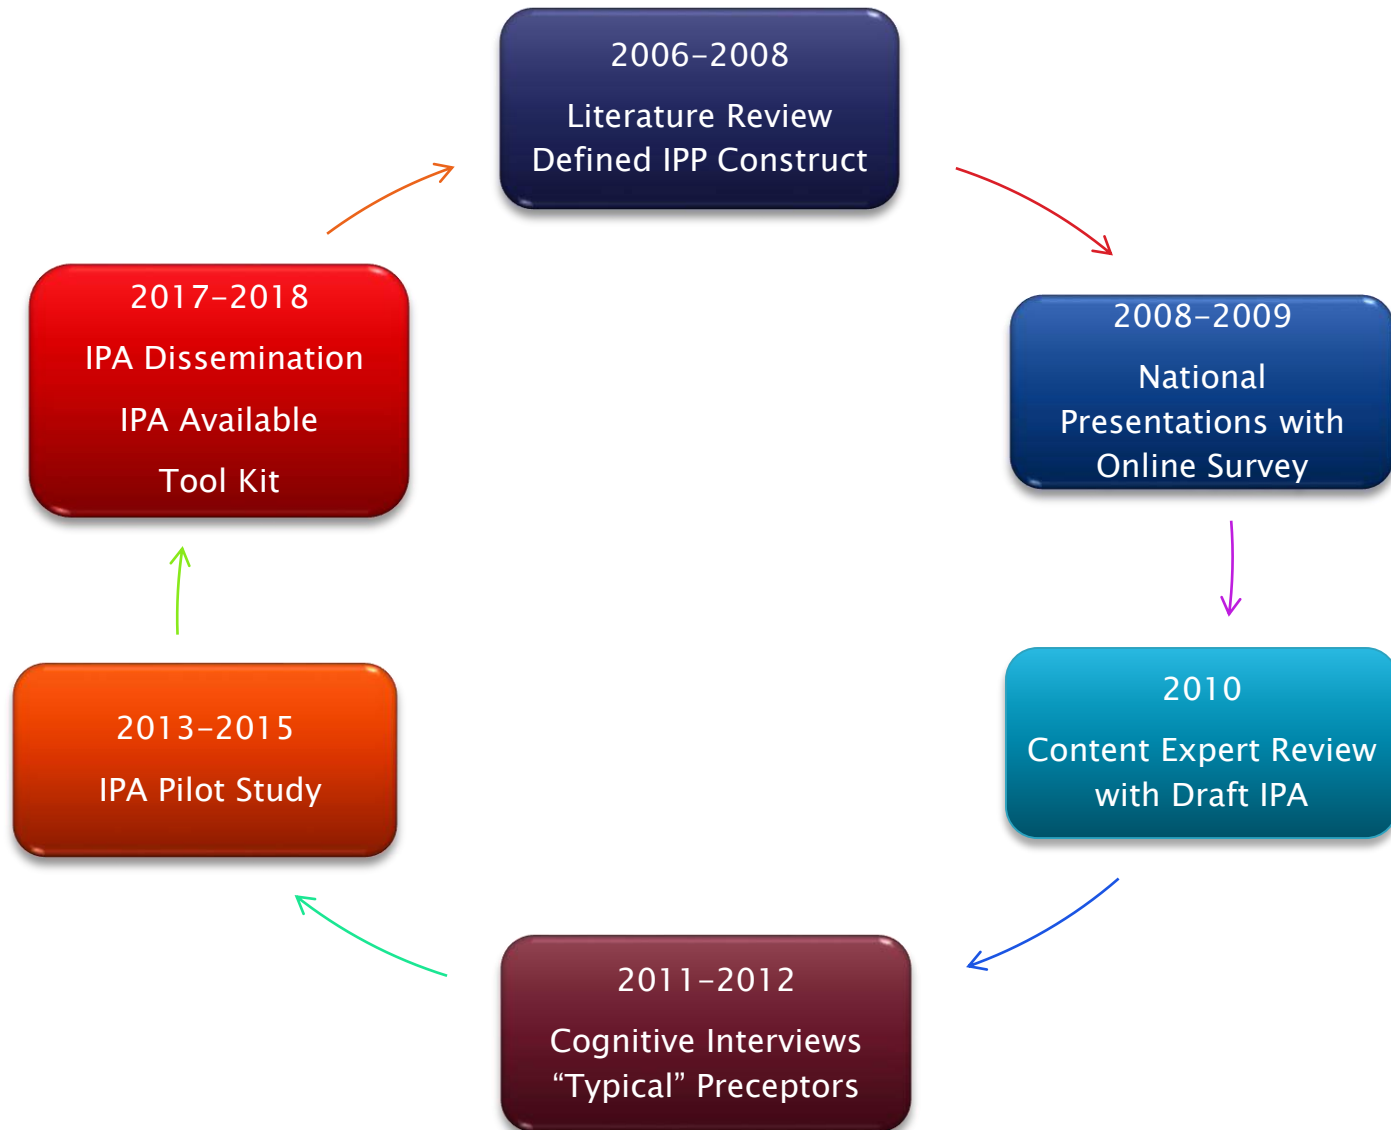 2006-2008
Literature Review
Defined IPP Construct
2008-2009
National
Presentations with
Online Survey
2010
Content Expert Review
with Draft IPA
2011-2012
Cognitive Interviews
“Typical” Preceptors
2013-2015
IPA Pilot Study
2017-2018
IPA Dissemination
IPA Available
Tool Kit